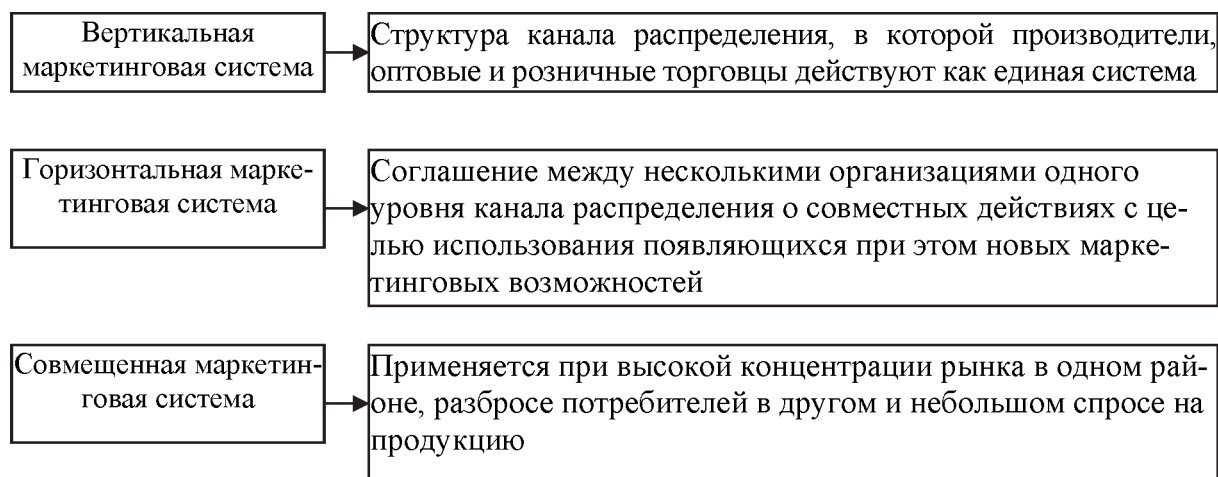 Вертикальная
маркетинговая система
Структура канала распределения, в которой производители,
оптовые и розничные торговцы действуют как единая система
Горизонтальная марке-
тинговая система
Соглашение между несколькими организациями одного
уровня канала распределения о совместных действиях с це-
лью использования появляющихся при этом новых марке-
тинговых возможностей
Совмещенная маркетин-
говая система
Применяется при высокой концентрации рынка в одном рай-
оне, разбросе потребителей в другом и небольшом спросе на
продукцию